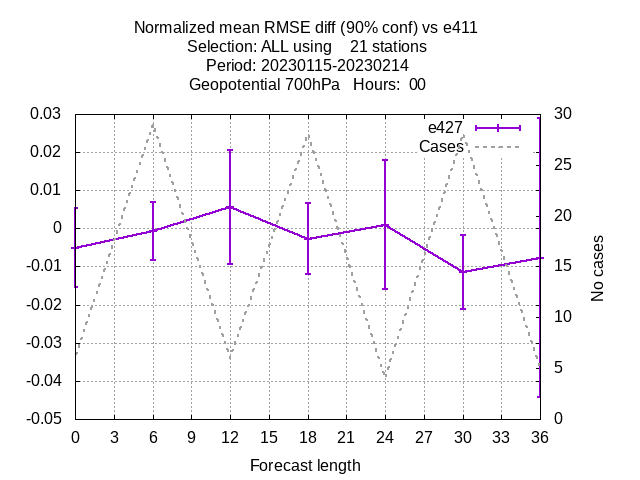 Normalized mean RMSE diff (90% conf) vs e411
Selection: ALL using    21 stations
Period: 20230115-20230214
Geopotential 700hPa   Hours:  00
e427
Cases
0.03
0.02
0.01
0
-0.01
-0.02
-0.03
-0.04
-0.05
30
25
20
15
10
5
0
No cases
0 3 6 9 12 15 18 21 24 27 30 33 36
Forecast length